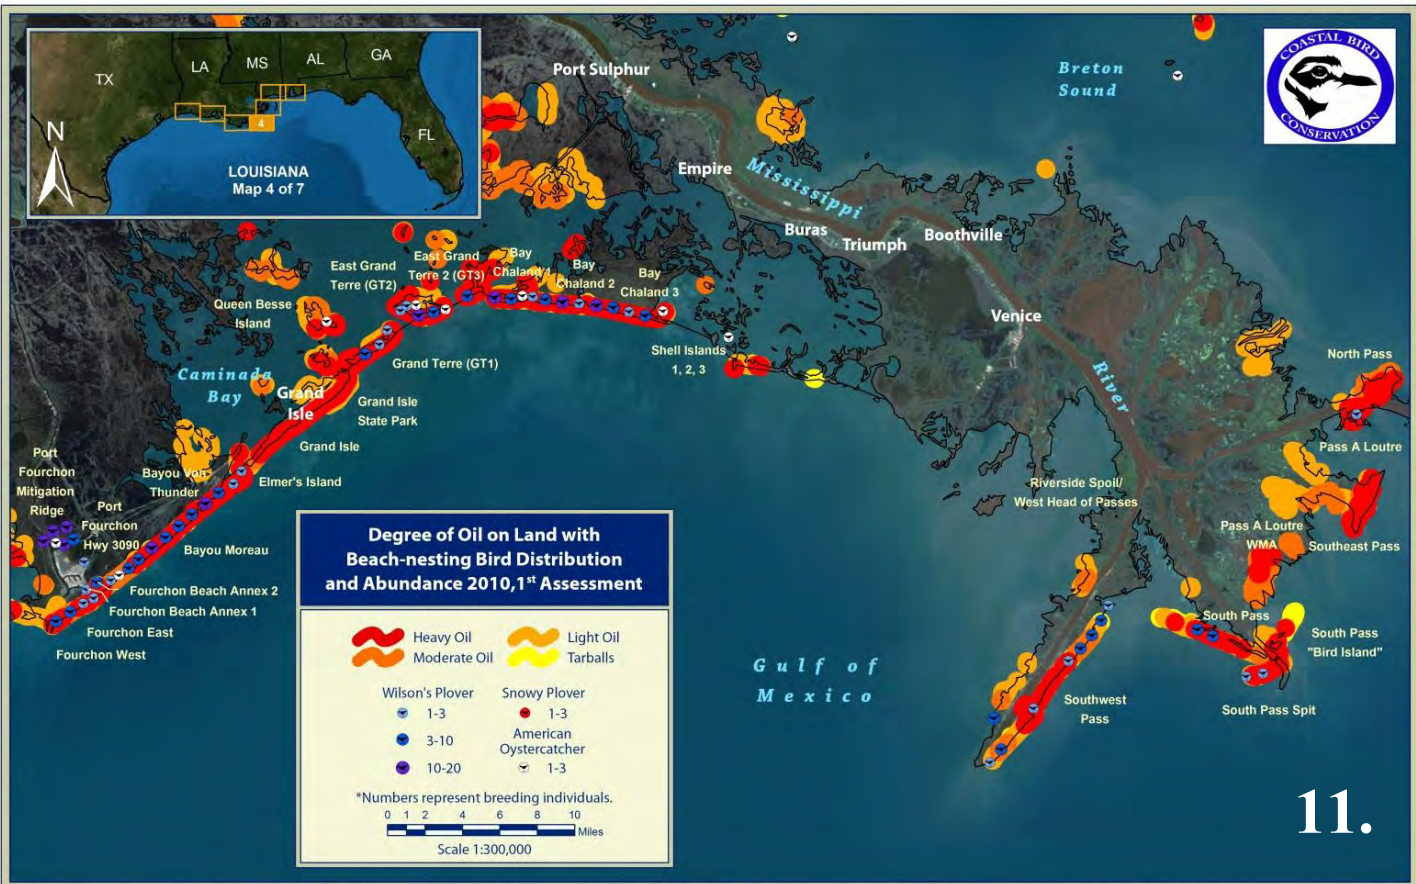 TX
LA
MS
AL
GA
FL
N
4
LOUISIANA
Map 4 of 7
COASTAL BIRD
CONSERVATION
Breton
Sound
Port Sulphur
Empire
Mississippi
River
Buras
Triumph
Boothville
Venice
East Grand
Terre (GT2)
East Grand
Terre 2 (GT3)
Bay
Chaland 1
Bay
Chaland 2
Bay
Chaland 3
Queen Besse
Island
Caminada
Bay
Grand
Isle
Grand Terre (GT1)
Grand Isle
State Park
Grand Isle
Shell Islands
1, 2, 3
Elmer's Island
Bayou Von
Thunder
Port
Fourchon
Mitigation
Ridge
Port
Fourchon
Hwy 3090
Bayou Moreau
Fourchon Beach Annex 2
Fourchon Beach Annex 1
Fourchon East
Fourchon West
North Pass
Pass A Loutre
Riverside Spoil/
West Head of Passes
Pass A Loutre
WMA
Southeast Pass
South Pass
South Pass
"Bird Island"
South Pass Spit
Southwest
Pass
Gulf of
Mexico
Degree of Oil on Land with
Beach-nesting Bird Distribution
and Abundance 2010,1st Assessment
Heavy Oil
Light Oil
Moderate Oil
Tarballs
Wilson's Plover
1-3
3-10
10-20
Snowy Plover
1-3
American
Oystercatcher
1-3
*Numbers represent breeding individuals.
0 1 2 4 6 8 10
Miles
Scale 1:300,000
11.